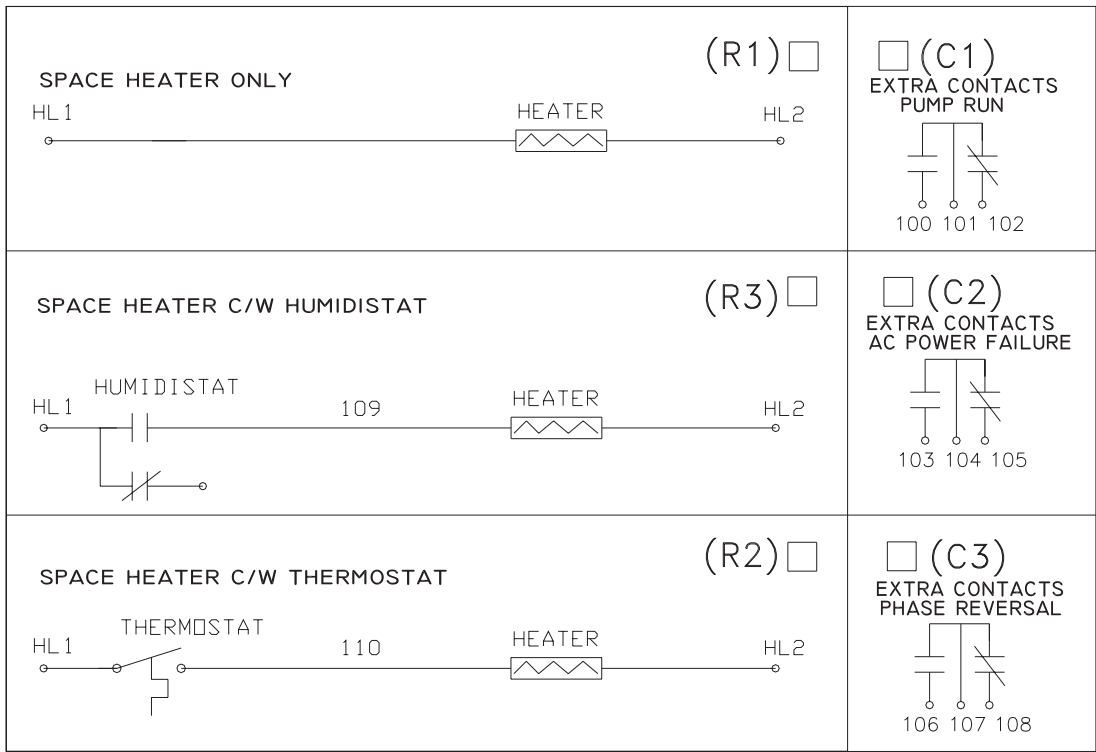 (R1)
SPACE HEATER ONLY
HL1
HEATER
HL2
(C1)
EXTRA CONTACTS
PUMP RUN
100 101 102
(R3)
SPACE HEATER C/W HUMIDISTAT
HUMIDISTAT
HL1
109
HEATER
HL2
(C2)
EXTRA CONTACTS
AC POWER FAILURE
103 104 105
(R2)
SPACE HEATER C/W THERMOSTAT
THERMOSTAT
HL1
110
HEATER
HL2
(C3)
EXTRA CONTACTS
PHASE REVERSAL
106 107 108